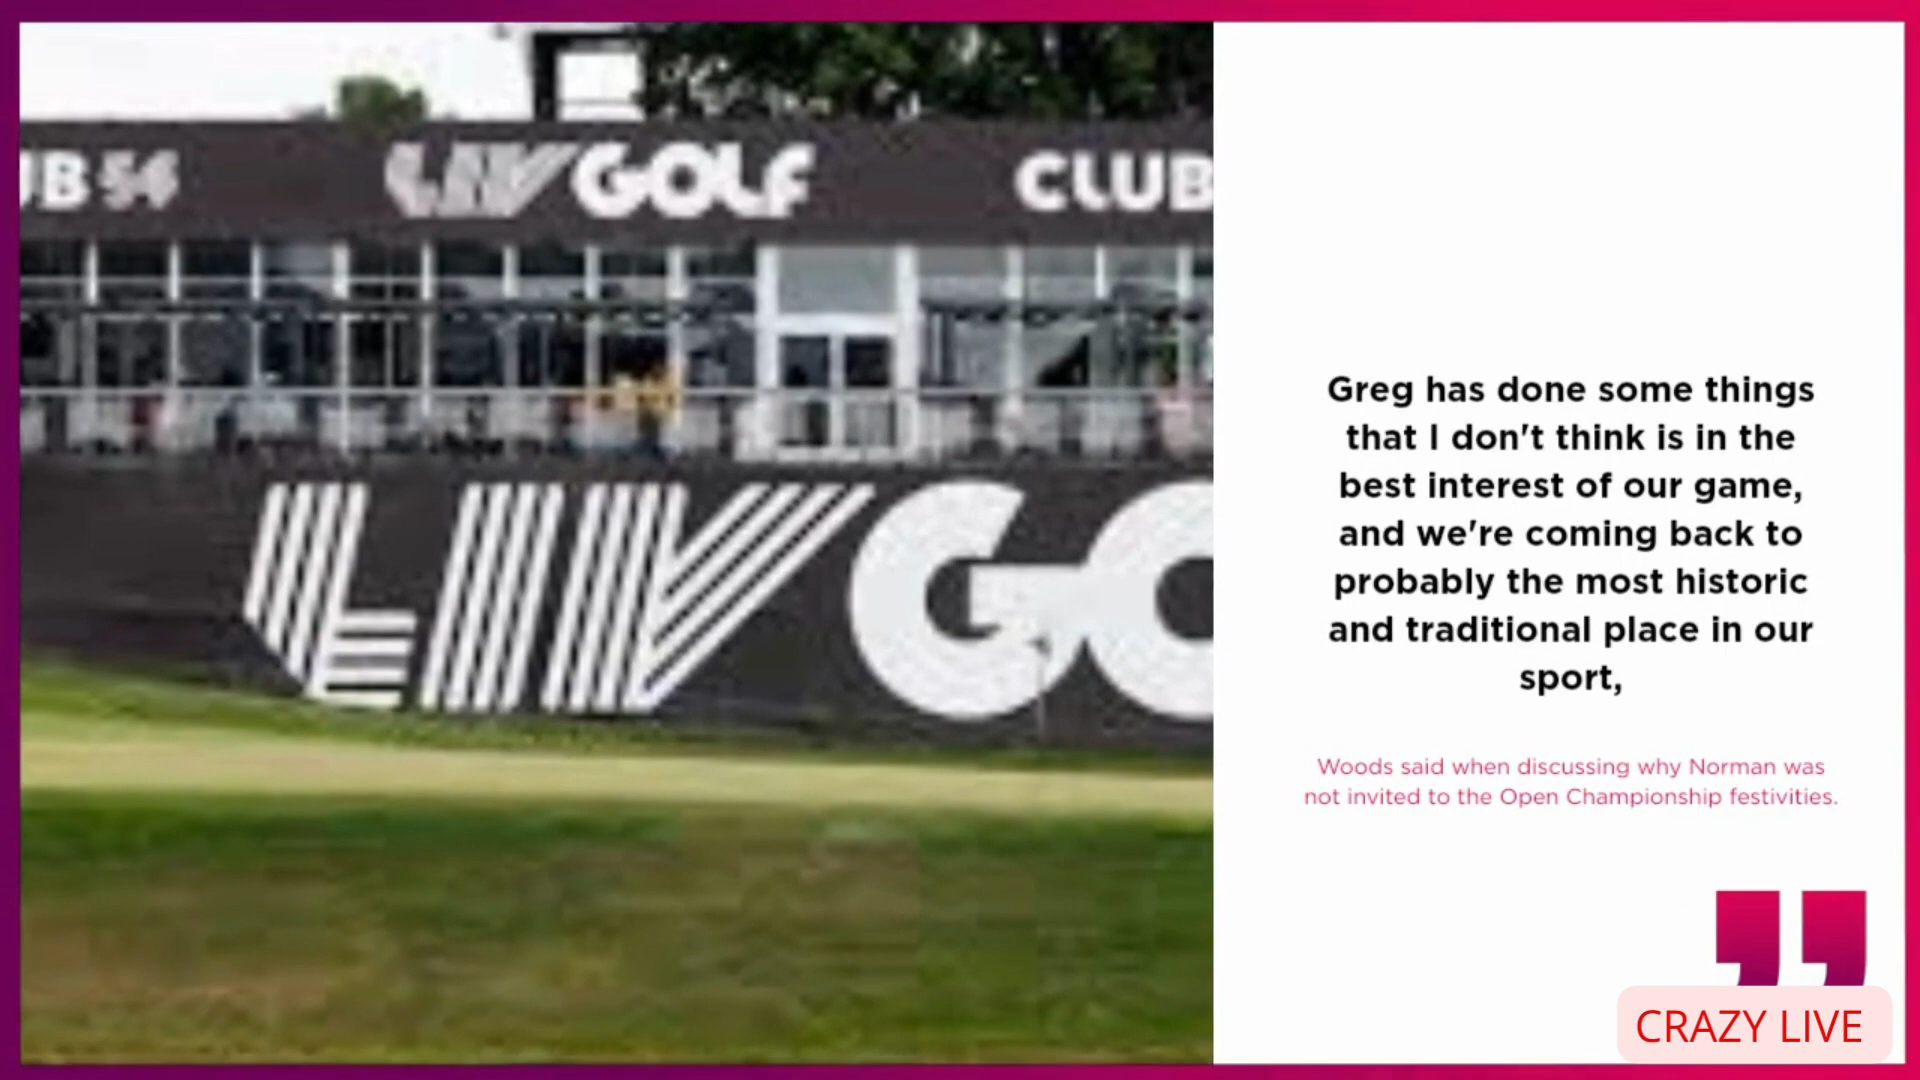 UB 54
LIV GOLF
CLUB
LIV GO
Greg has done some things
that I don't think is in the
best interest of our game,
and we're coming back to
probably the most historic
and traditional place in our
sport,
Woods said when discussing why Norman was
not invited to the Open Championship festivities.
CRAZY LIVE